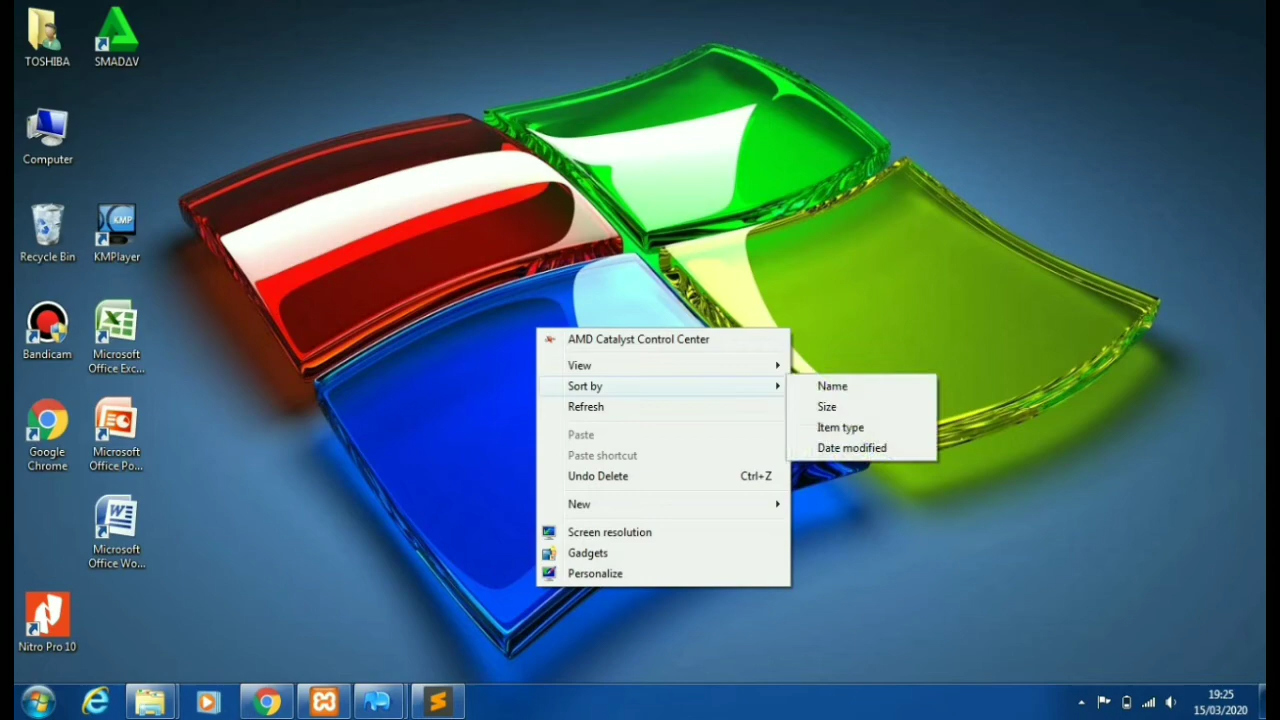 TOSHIBA
SMADΔV
Computer
Recycle Bin
KMP
KMPlayer
Bandicam
Microsoft
Office Exc...
Google
Chrome
Microsoft
Office Po...
Microsoft
Office Wo...
Nitro Pro 10
AMD Catalyst Control Center
View
Sort by
Refresh
Paste
Paste shortcut
Undo Delete Ctrl+Z
New
Screen resolution
Gadgets
Personalize
Name
Size
Item type
Date modified
19:25
15/03/2020